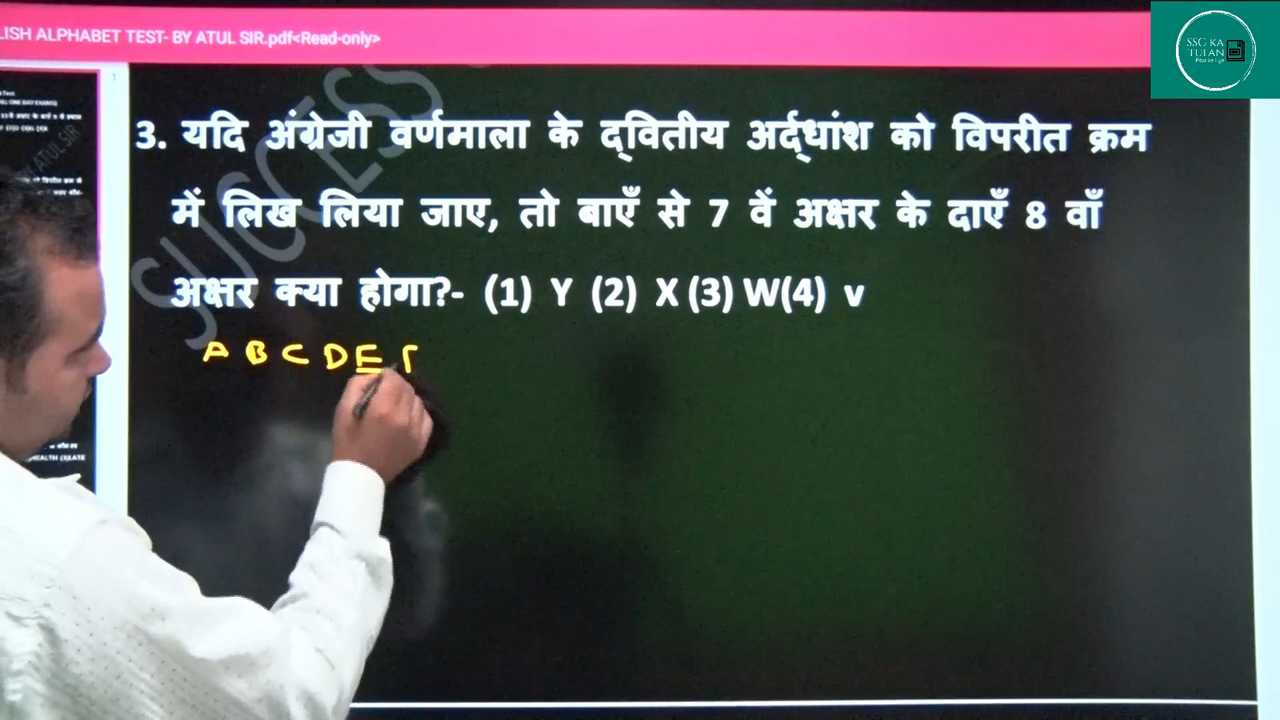 LISH ALPHABET TEST- BY ATUL SIR.pdf<Read-only>
SSC KA
TUFAN
3. यदि अंग्रेजी वर्णमाला के द्वितीय अर्द्धांश को विपरीत क्रम
में लिख लिया जाए, तो बाएँ से 7 वें अक्षर के दाएँ 8 वाँ
अक्षर क्या होगा?- (1) Y (2) X (3) W(4) v
A B C D E
SUCCESS